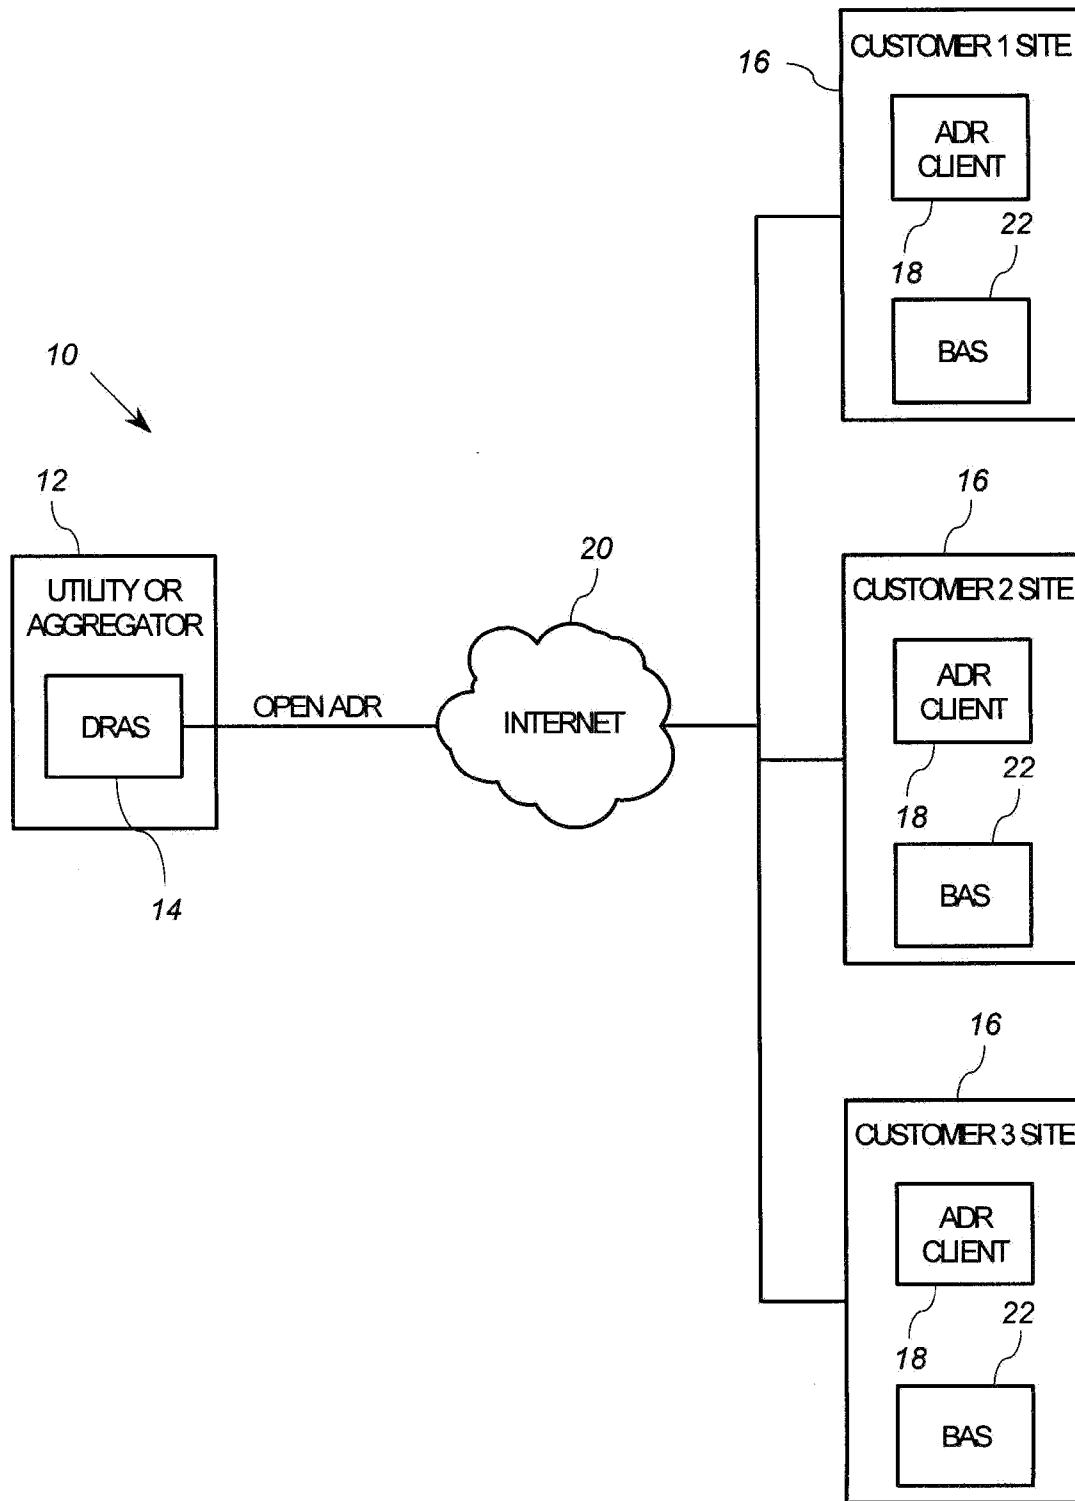 CUSTOMER 1 SITE
16
ADR
CLIENT
22
18
BAS
10
12
UTILITY OR
AGGREGATOR
DRAS
14
OPEN ADR
20
INTERNET
16
CUSTOMER 2 SITE
ADR
CLIENT
22
18
BAS
16
CUSTOMER 3 SITE
ADR
CLIENT
22
18
BAS